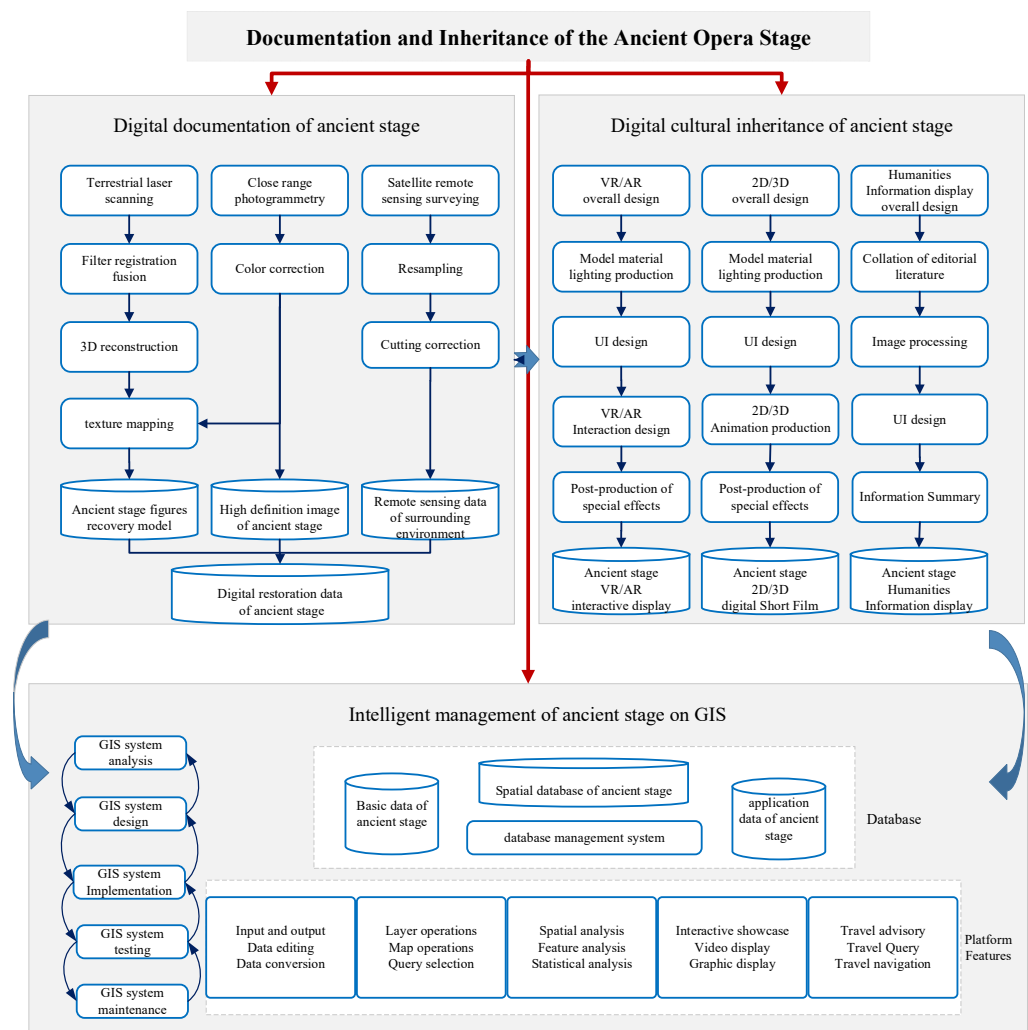 Documentation and Inheritance of the Ancient Opera Stage
Digital documentation of ancient stage
Terrestrial laser
scanning
Close range
photogrammetry
Satellite remote
sensing surveying
Filter registration
fusion
Color correction
Resampling
3D reconstruction
Cutting correction
texture mapping
Ancient stage figures
recovery model
High definition image
of ancient stage
Remote sensing data
of surrounding
environment
Digital restoration data
of ancient stage
Digital cultural inheritance of ancient stage
VR/AR
overall design
2D/3D
overall design
Humanities
Information display
overall design
Model material
lighting production
Model material
lighting production
Collation of editorial
literature
UI design
UI design
Image processing
VR/AR
Interaction design
2D/3D
Animation production
UI design
Post-production of
special effects
Post-production of
special effects
Information Summary
Ancient stage
VR/AR
interactive display
Ancient stage
2D/3D
digital Short Film
Ancient stage
Humanities
Information display
Intelligent management of ancient stage on GIS
GIS system
analysis
GIS system
design
GIS system
Implementation
GIS system
testing
GIS system
maintenance
Basic data of
ancient stage
Spatial database of ancient stage
database management system
application
data of ancient
stage
Database
Input and output
Data editing
Data conversion
Layer operations
Map operations
Query selection
Spatial analysis
Feature analysis
Statistical analysis
Interactive showcase
Video display
Graphic display
Travel advisory
Travel Query
Travel navigation
Platform
Features